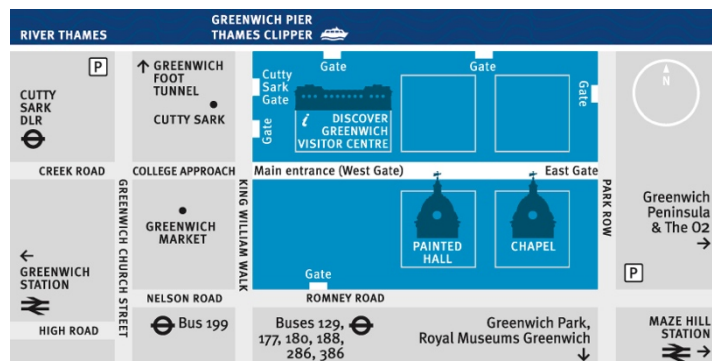 GREENWICH PIER
THAMES CLIPPER
RIVER THAMES
P
CUTTY
SARK
DLR
GREENWICH
FOOT
TUNNEL
CUTTY SARK
Gate
Gate
Cutty
Sark
Gate
Gate
Gate
i DISCOVER
GREENWICH
VISITOR CENTRE
N
CREEK ROAD
COLLEGE APPROACH
Main entrance (West Gate)
East Gate
GREENWICH CHURCH STREET
KING WILLIAM WALK
PARK ROW
GREENWICH
MARKET
PAINTED
HALL
CHAPEL
Greenwich
Peninsula
& The O2
GREENWICH
STATION
P
Gate
NELSON ROAD
ROMNEY ROAD
HIGH ROAD
Bus 199
Buses 129,
177, 180, 188,
286, 386
Greenwich Park,
Royal Museums Greenwich
MAZE HILL
STATION